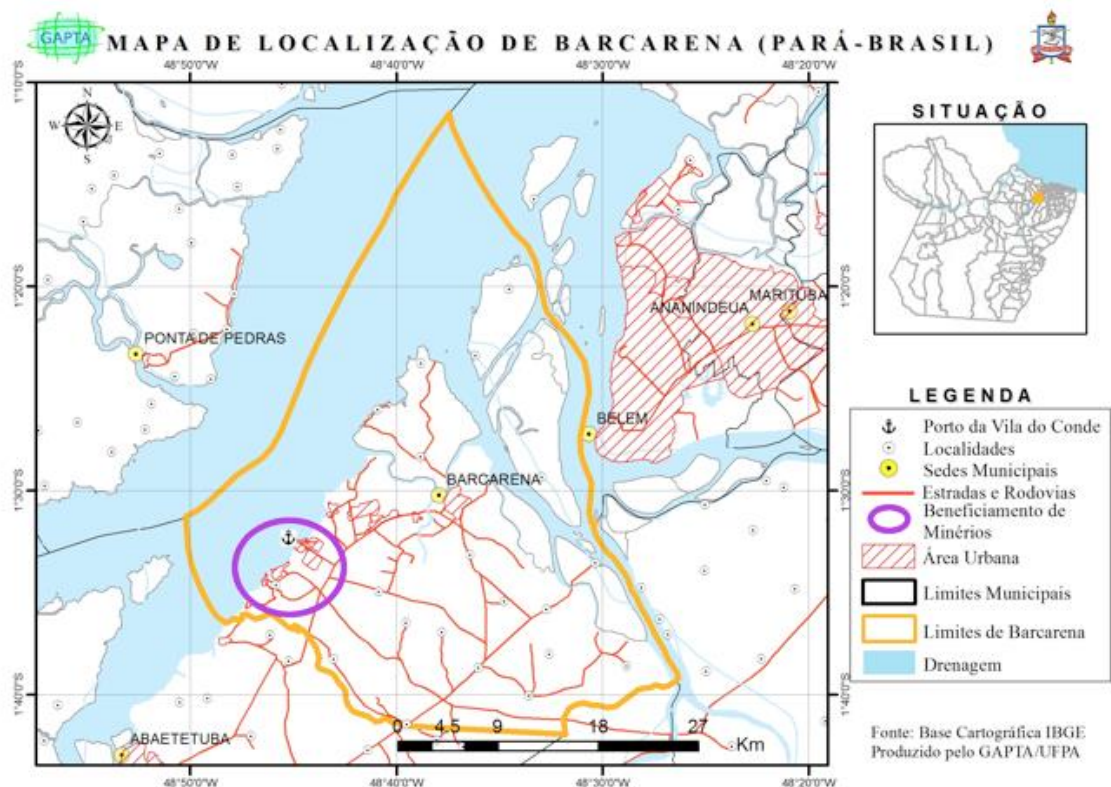 GAPTA
MAPA DE LOCALIZAÇÃO DE BARCARENA (PARÁ-BRASIL)
48°50'0"W 48°40'0"W 48°30'0"W 48°20'0"W
1°10'0"S
N
W E
S
1°20'0"S 1°20'0"S
ANANINDEUA MARITUBA
PONTA DE PEDRAS
BELEM
BARCARENA
1°30'0"S 1°30'0"S
1°40'0"S 1°40'0"S
ABAETETUBA
0 4,5 9 18 27
Km
48°50'0"W 48°40'0"W 48°30'0"W 48°20'0"W
SITUAÇÃO
LEGENDA
Porto da Vila do Conde
Localidades
Sedes Municipais
Estradas e Rodovias
Beneficiamento de
Minérios
Área Urbana
Limites Municipais
Limites de Barcarena
Drenagem
Fonte: Base Cartográfica IBGE
Produzido pelo GAPTA/UFPA